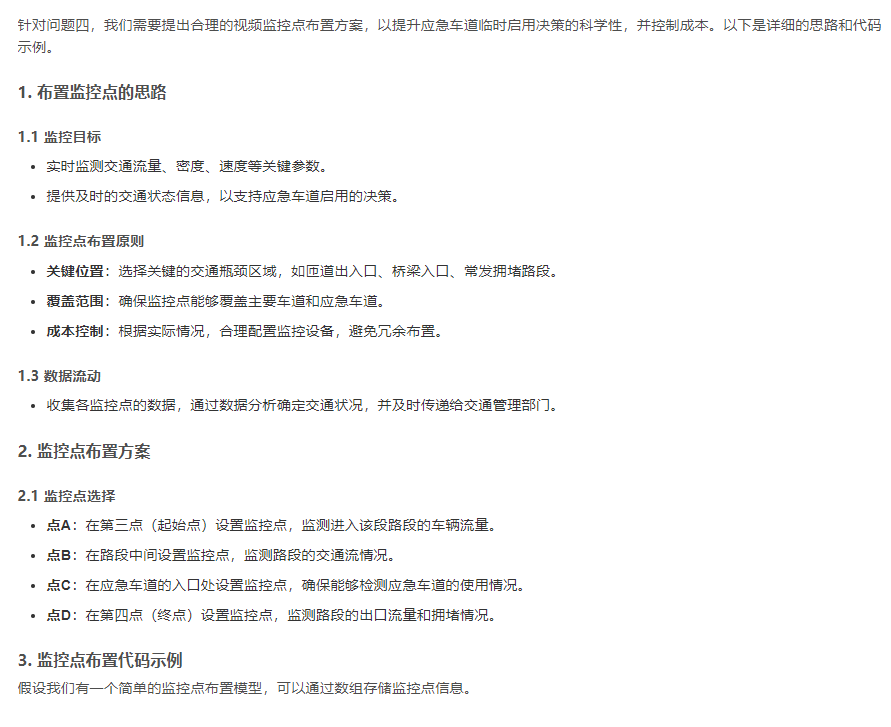 针对问题四，我们需要提出合理的视频监控点布置方案，以提升应急车道临时启用决策的科学性，并控制成本。以下是详细的思路和代码
示例。
1. 布置监控点的思路
1.1 监控目标
• 实时监测交通流量、密度、速度等关键参数。
• 提供及时的交通状态信息，以支持应急车道启用的决策。
1.2 监控点布置原则
• 关键位置：选择关键的交通瓶颈区域，如匝道出入口、桥梁入口、常发拥堵路段。
• 覆盖范围：确保监控点能够覆盖主要车道和应急车道。
• 成本控制：根据实际情况，合理配置监控设备，避免冗余布置。
1.3 数据流动
• 收集各监控点的数据，通过数据分析确定交通状况，并及时传递给交通管理部门。
2. 监控点布置方案
2.1 监控点选择
• 点A：在第三点（起始点）设置监控点，监测进入该段路段的车辆流量。
• 点B：在路段中间设置监控点，监测路段的交通流情况。
• 点C：在应急车道的入口处设置监控点，确保能够检测应急车道的使用情况。
• 点D：在第四点（终点）设置监控点，监测路段的出口流量和拥堵情况。
3. 监控点布置代码示例
假设我们有一个简单的监控点布置模型，可以通过数组存储监控点信息。